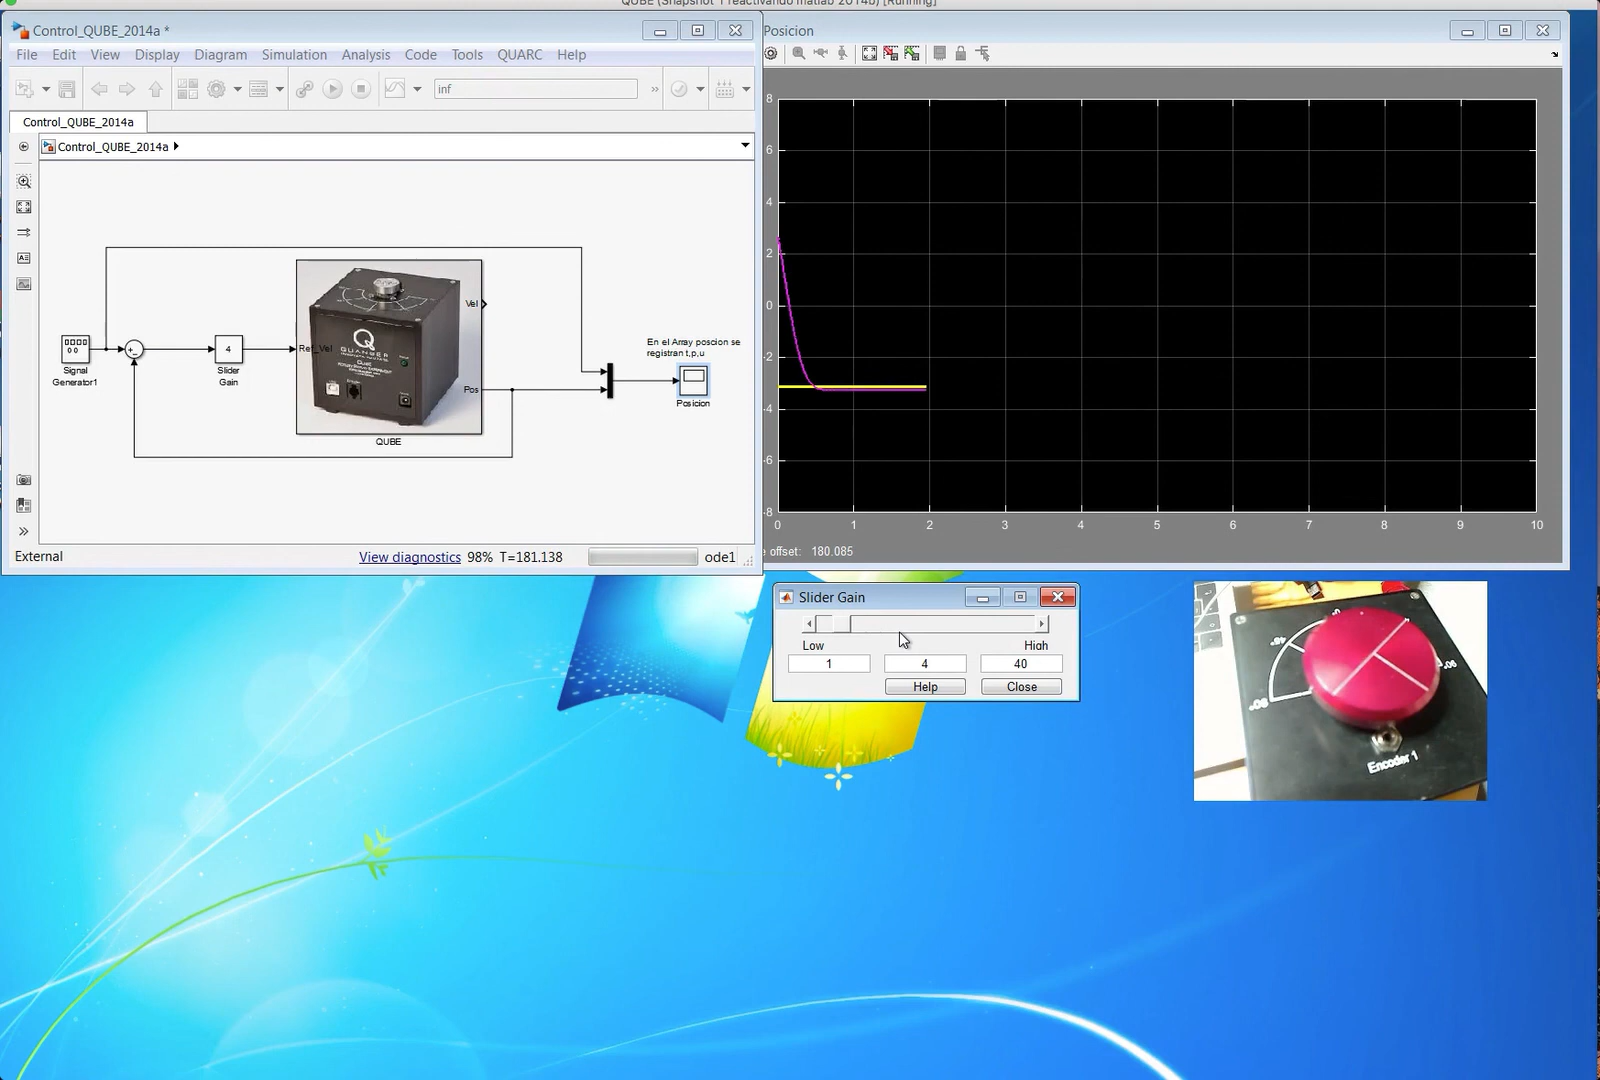 QUBE (Snapshot 1 reactivando matlab 2014b) [Running]
Control_QUBE_2014a *
File Edit View Display Diagram Simulation Analysis Code Tools QUARC Help
inf
»
Control_QUBE_2014a
Control_QUBE_2014a
Signal
Generator1
4
Slider
Gain
Ref_Vel
Vel
Pos
QUANSER
QUBE
En el Array poscion se
registran t,p,u
Posicion
External
View diagnostics 98% T=181.138 ode1
Posicion
8
6
4
2
0
-2
-4
-6
-8
0 1 2 3 4 5 6 7 8 9 10
e offset: 180.085
Slider Gain
Low High
1 4 40
Help Close
Encoder 1